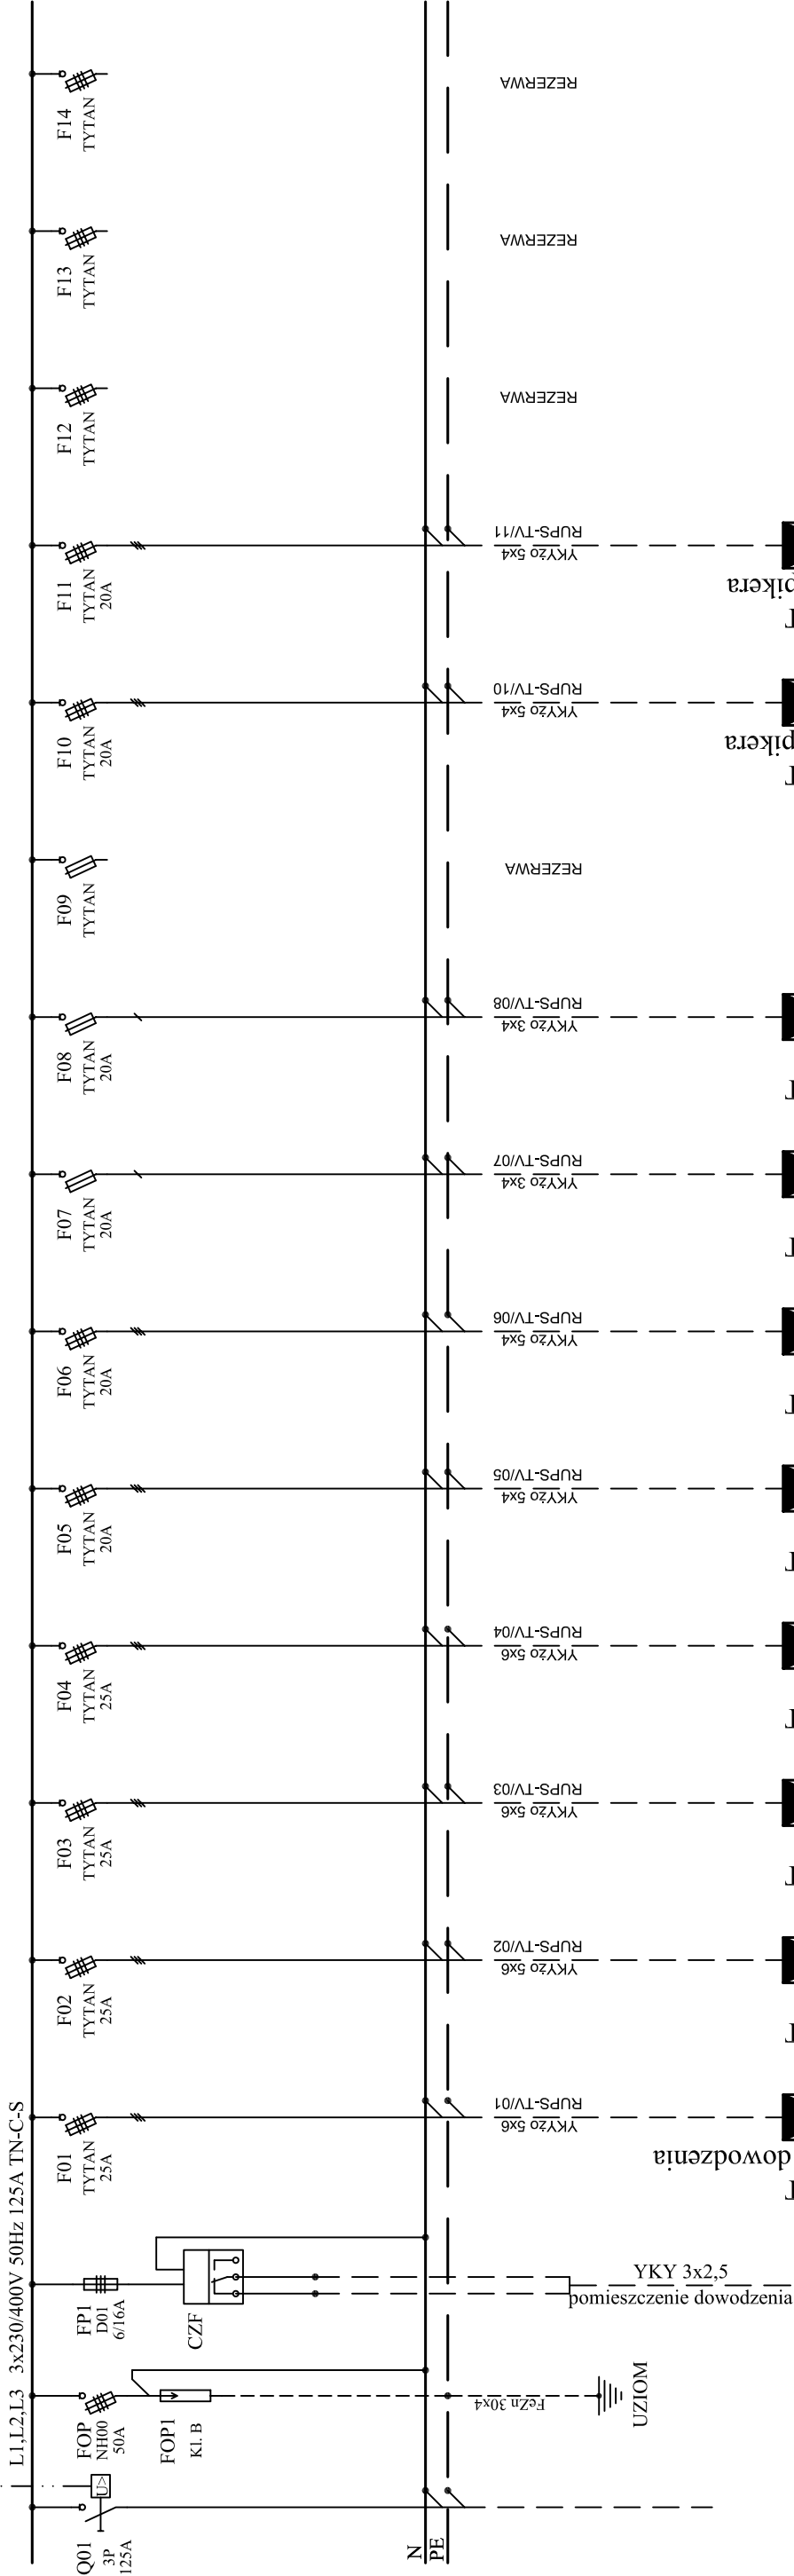 L1,L2,L3 3x230/400V 50Hz 125A TN-C-S
Q01
3P
125A
U>
FOP
NH00
50A
FOP1
Kl. B
FeZn 30x4
UZIOM
FP1
D01
6/16A
CZF
YKY 3x2,5
pomieszczenie dowodzenia
N
PE
F01
TYTAN
25A
YKYżo 5x6
RUPS-TV/01
dowodzenia
F02
TYTAN
25A
YKYżo 5x6
RUPS-TV/02
F03
TYTAN
25A
YKYżo 5x6
RUPS-TV/03
F04
TYTAN
25A
YKYżo 5x6
RUPS-TV/04
F05
TYTAN
20A
YKYżo 5x4
RUPS-TV/05
F06
TYTAN
20A
YKYżo 5x4
RUPS-TV/06
F07
TYTAN
20A
YKYżo 3x4
RUPS-TV/07
F08
TYTAN
20A
YKYżo 3x4
RUPS-TV/08
F09
TYTAN
REZERWA
F10
TYTAN
20A
YKYżo 5x4
RUPS-TV/10
pikera
F11
TYTAN
20A
YKYżo 5x4
RUPS-TV/11
pikera
F12
TYTAN
REZERWA
F13
TYTAN
REZERWA
F14
TYTAN
REZERWA